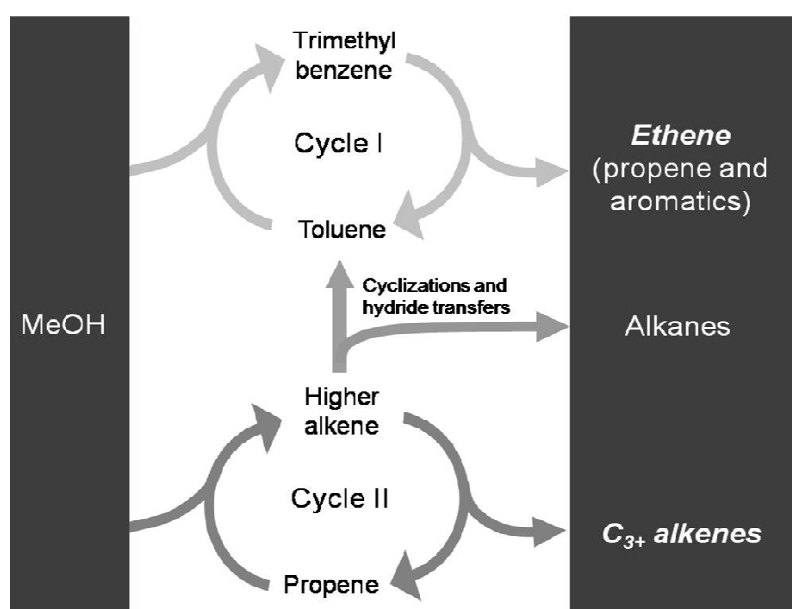 Trimethyl
benzene
Cycle I
Toluene
Ethene
(propene and
aromatics)
Cyclizations and
hydride transfers
MeOH
Alkanes
Higher
alkene
Cycle II
Propene
C3+ alkenes